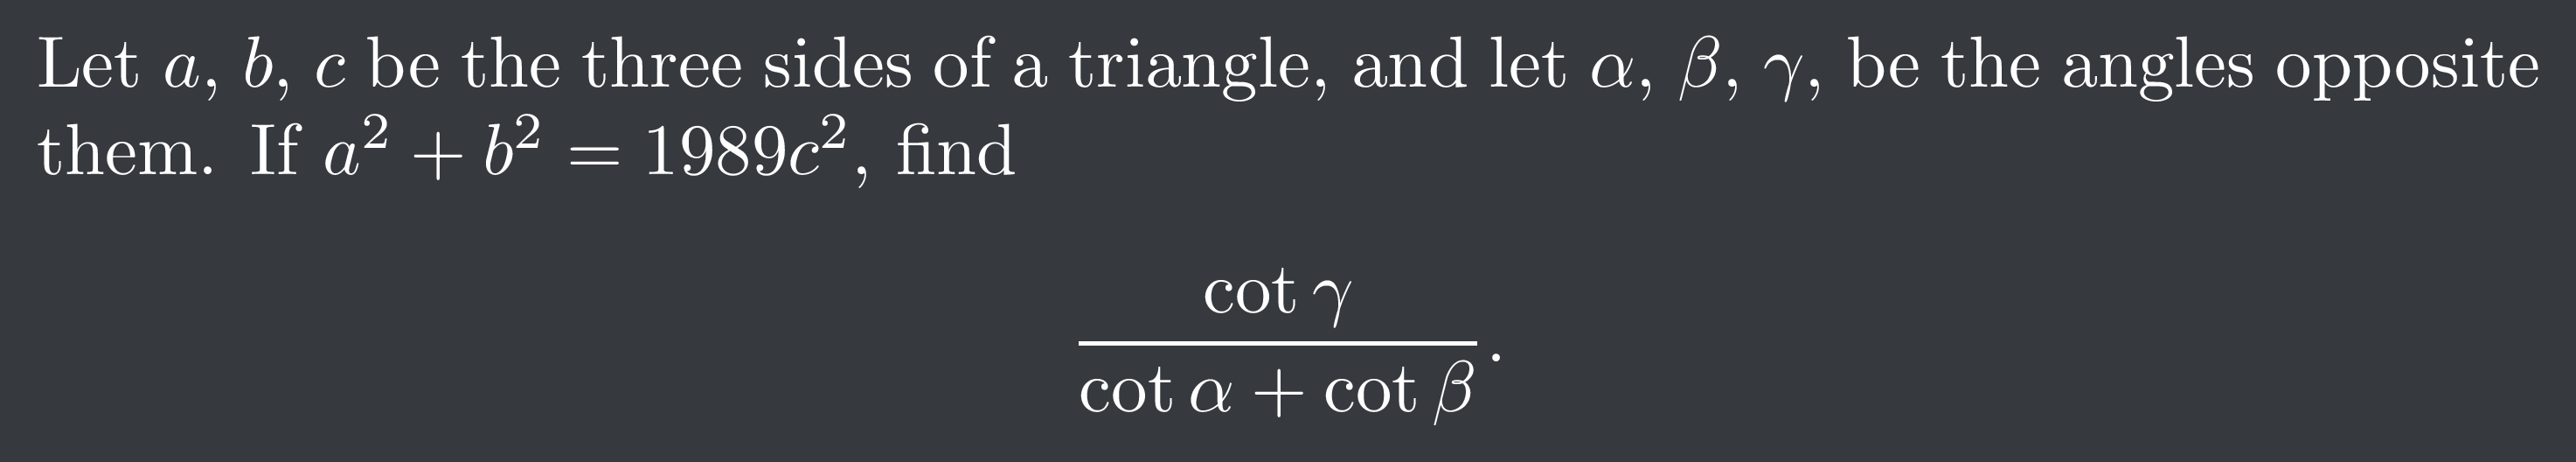 Let a, b, c be the three sides of a triangle, and let α, β, γ, be the angles opposite
them. If a² + b² = 1989c², find
cot γ
cot α + cot β .